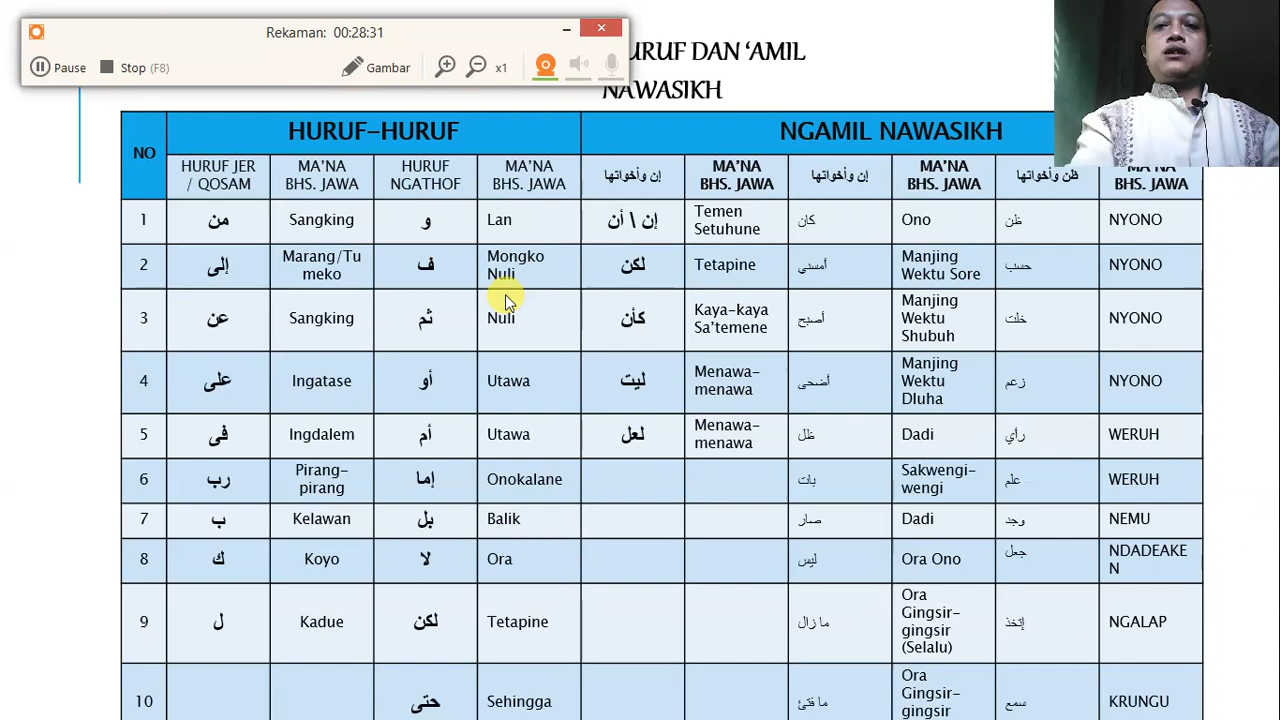 Rekaman: 00:28:31
Pause
Stop (F8)
Gambar
x1
URUF DAN ‘AMIL
NAWASIKH
NO
HURUF-HURUF
NGAMIL NAWASIKH
HURUF JER
/ QOSAM
MA’NA
BHS. JAWA
HURUF
NGATHOF
MA’NA
BHS. JAWA
إن وأخواتها
MA’NA
BHS. JAWA
إن وأخواتها
MA’NA
BHS. JAWA
ظن وأخواتها
MA’NA
BHS. JAWA
1
من
Sangking
و
Lan
إن \ أن
Temen
Setuhune
كان
Ono
ظن
NYONO
2
إلى
Marang/Tu
meko
ف
Mongko
Nuli
لكن
Tetapine
أمسي
Manjing
Wektu Sore
حسب
NYONO
3
عن
Sangking
ثم
Nuli
كأن
Kaya-kaya
Sa’temene
أصبح
Manjing
Wektu
Shubuh
خلت
NYONO
4
على
Ingatase
أو
Utawa
ليت
Menawa-
menawa
أضحى
Manjing
Wektu
Dluha
زعم
NYONO
5
فى
Ingdalem
أم
Utawa
لعل
Menawa-
menawa
ظل
Dadi
رأي
WERUH
6
رب
Pirang-
pirang
إما
Onokalane
بات
Sakwengi-
wengi
علم
WERUH
7
ب
Kelawan
بل
Balik
صار
Dadi
وجد
NEMU
8
ك
Koyo
لا
Ora
ليس
Ora Ono
جعل
NDADEAKE
N
9
ل
Kadue
لكن
Tetapine
ما زال
Ora
Gingsir-
gingsir
(Selalu)
إتخذ
NGALAP
10
حتى
Sehingga
ما فتئ
Ora
Gingsir-
gingsir
سمع
KRUNGU